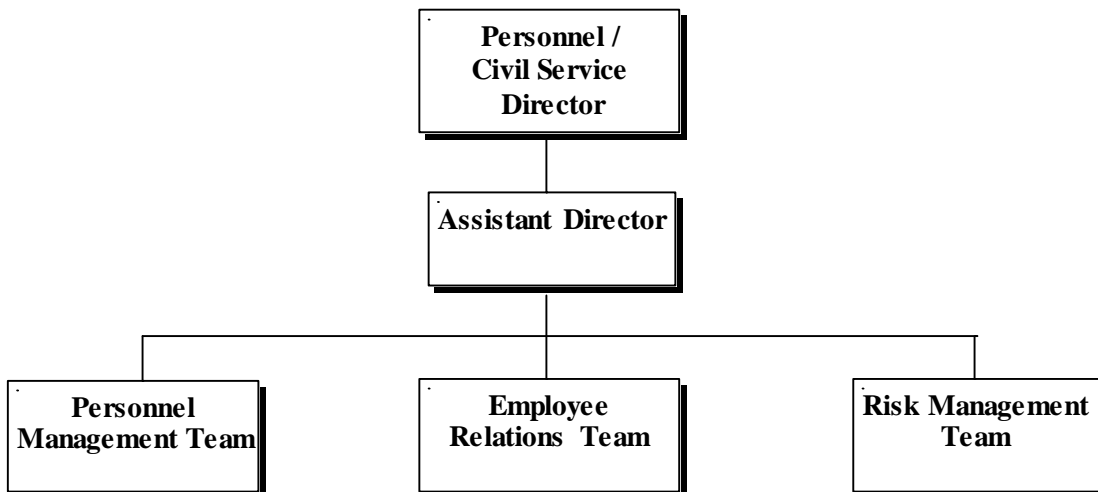 Personnel /
Civil Service
Director
Assistant Director
Personnel
Management Team
Employee
Relations Team
Risk Management
Team